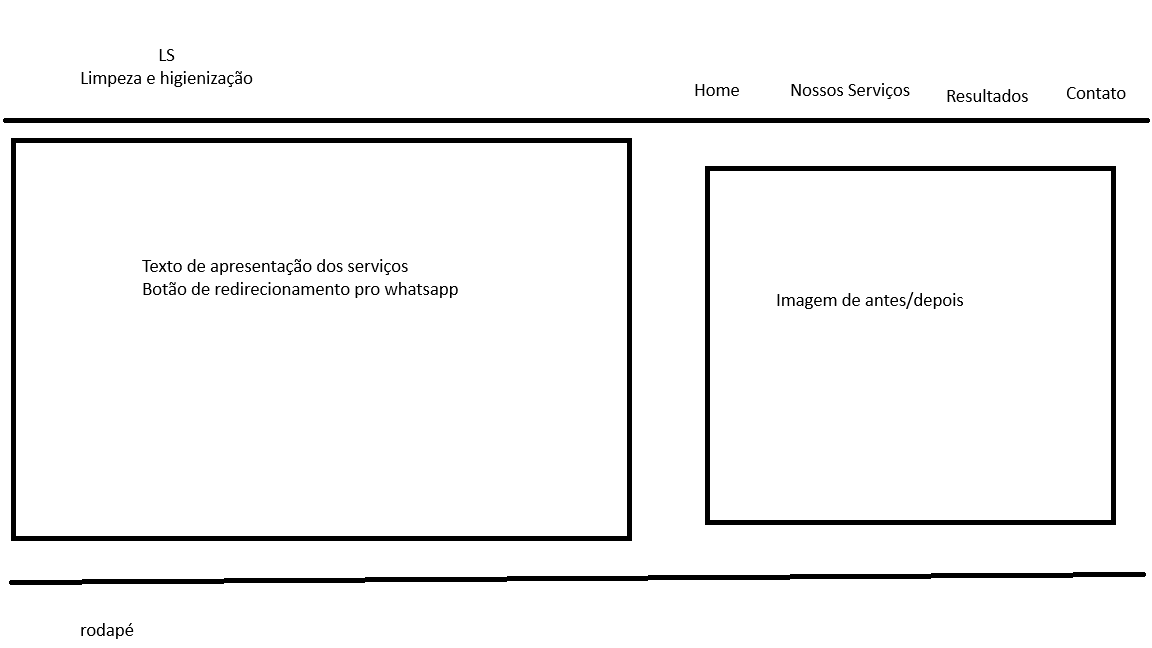 LS
Limpeza e higienização
Home
Nossos Serviços
Resultados
Contato
Texto de apresentação dos serviços
Botão de redirecionamento pro whatsapp
Imagem de antes/depois
rodapé